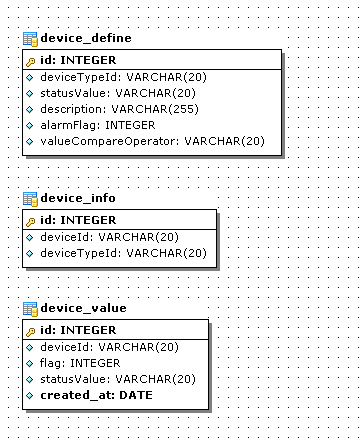 device_define
id: INTEGER
deviceTypeId: VARCHAR(20)
statusValue: VARCHAR(20)
description: VARCHAR(255)
alarmFlag: INTEGER
valueCompareOperator: VARCHAR(20)
device_info
id: INTEGER
deviceId: VARCHAR(20)
deviceTypeId: VARCHAR(20)
device_value
id: INTEGER
deviceId: VARCHAR(20)
flag: INTEGER
statusValue: VARCHAR(20)
created_at: DATE